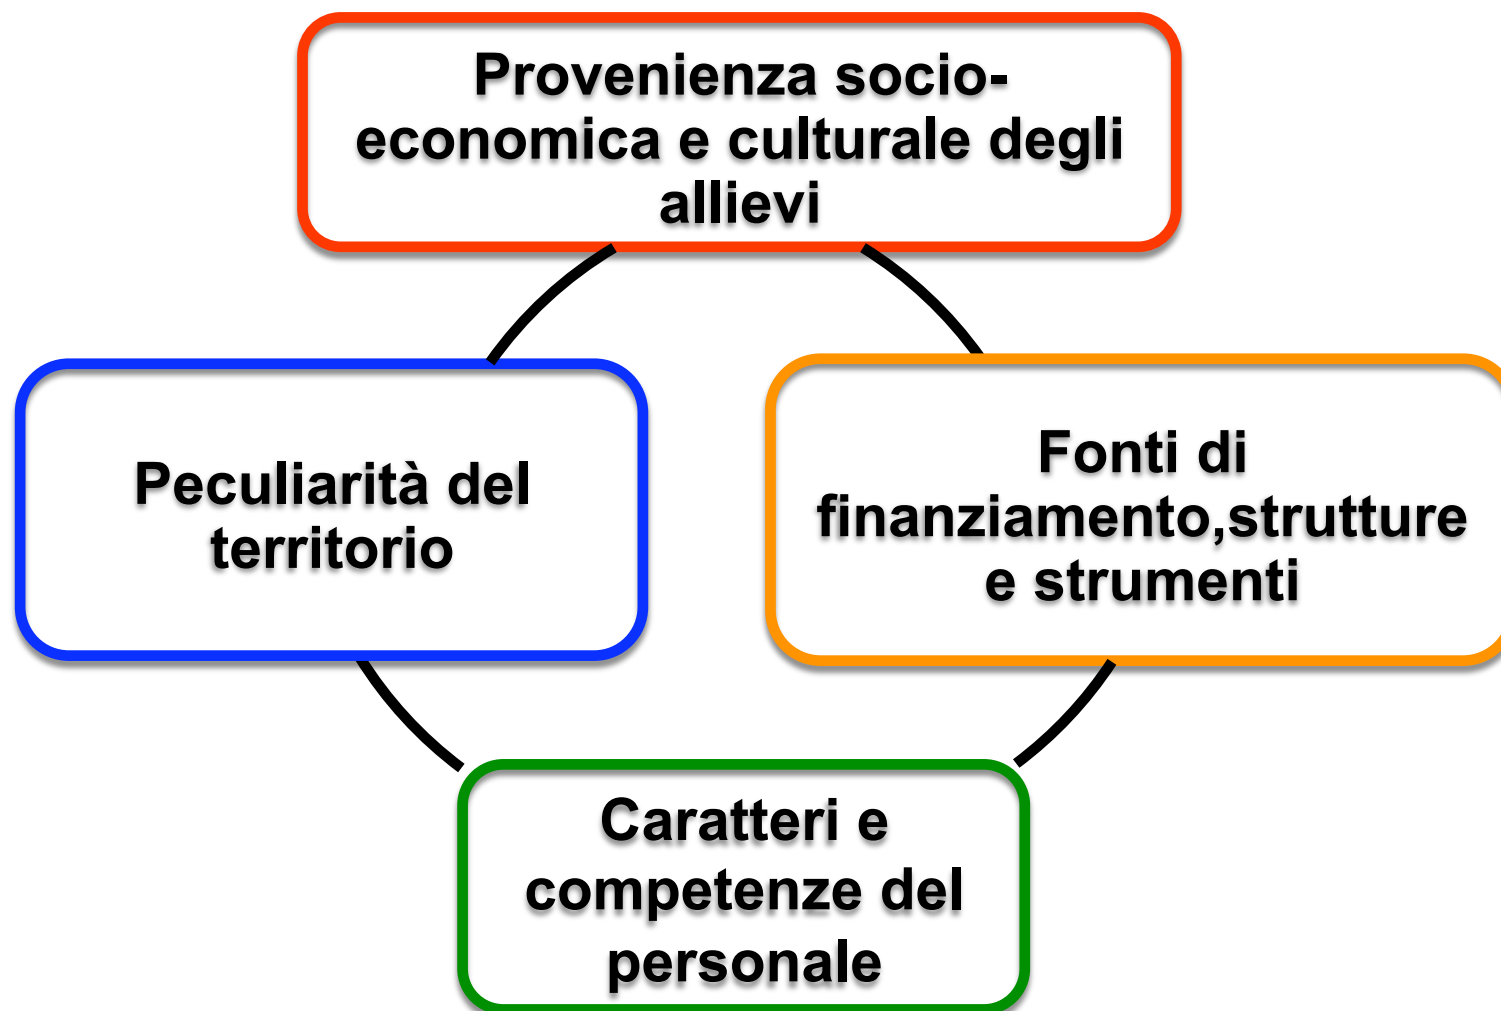 Provenienza socio-
economica e culturale degli
allievi
Peculiarità del
territorio
Fonti di
finanziamento,strutture
e strumenti
Caratteri e
competenze del
personale